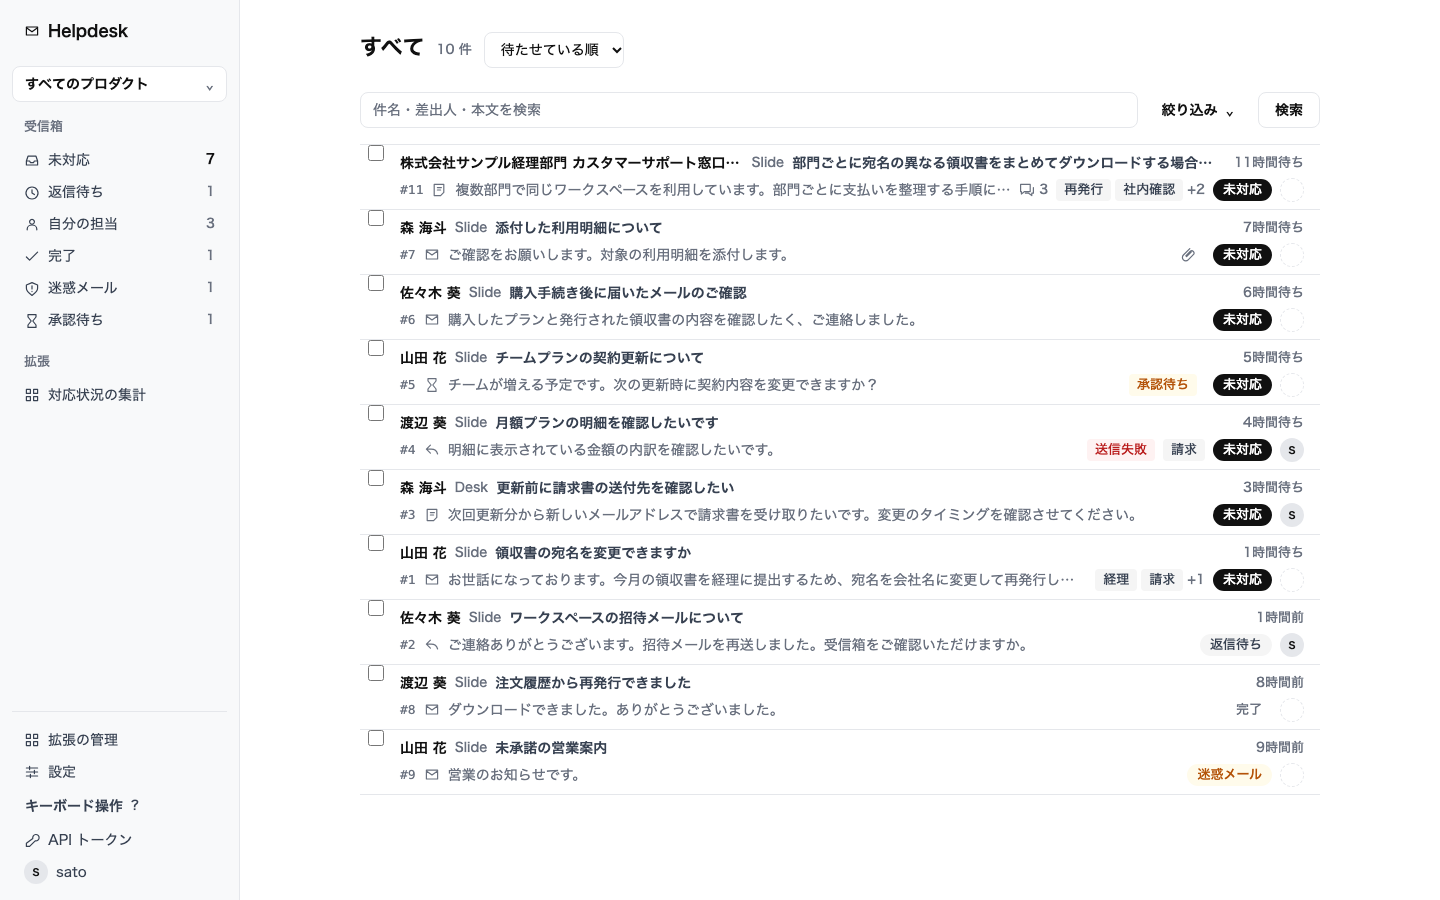 Helpdesk
すべてのプロダクト
受信箱
未対応 7
返信待ち 1
自分の担当 3
完了 1
迷惑メール 1
承認待ち 1
拡張
対応状況の集計
拡張の管理
設定
キーボード操作 ?
API トークン
S sato
すべて 10 件 待たせている順
件名・差出人・本文を検索 絞り込み 検索
株式会社サンプル経理部門 カスタマーサポート窓口… Slide 部門ごとに宛名の異なる領収書をまとめてダウンロードする場合… 11時間待ち
#11 複数部門で同じワークスペースを利用しています。部門ごとに支払いを整理する手順に… 3 再発行 社内確認 +2 未対応
森 海斗 Slide 添付した利用明細について 7時間待ち
#7 ご確認をお願いします。対象の利用明細を添付します。 未対応
佐々木 葵 Slide 購入手続き後に届いたメールのご確認 6時間待ち
#6 購入したプランと発行された領収書の内容を確認したく、ご連絡しました。 未対応
山田 花 Slide チームプランの契約更新について 5時間待ち
#5 チームが増える予定です。次の更新時に契約内容を変更できますか？ 承認待ち 未対応
渡辺 葵 Slide 月額プランの明細を確認したいです 4時間待ち
#4 明細に表示されている金額の内訳を確認したいです。 送信失敗 請求 未対応 S
森 海斗 Desk 更新前に請求書の送付先を確認したい 3時間待ち
#3 次回更新分から新しいメールアドレスで請求書を受け取りたいです。変更のタイミングを確認させてください。 未対応 S
山田 花 Slide 領収書の宛名を変更できますか 1時間待ち
#1 お世話になっております。今月の領収書を経理に提出するため、宛名を会社名に変更して再発行し… 経理 請求 +1 未対応
佐々木 葵 Slide ワークスペースの招待メールについて 1時間前
#2 ご連絡ありがとうございます。招待メールを再送しました。受信箱をご確認いただけますか。 返信待ち S
渡辺 葵 Slide 注文履歴から再発行できました 8時間前
#8 ダウンロードできました。ありがとうございました。 完了
山田 花 Slide 未承諾の営業案内 9時間前
#9 営業のお知らせです。 迷惑メール